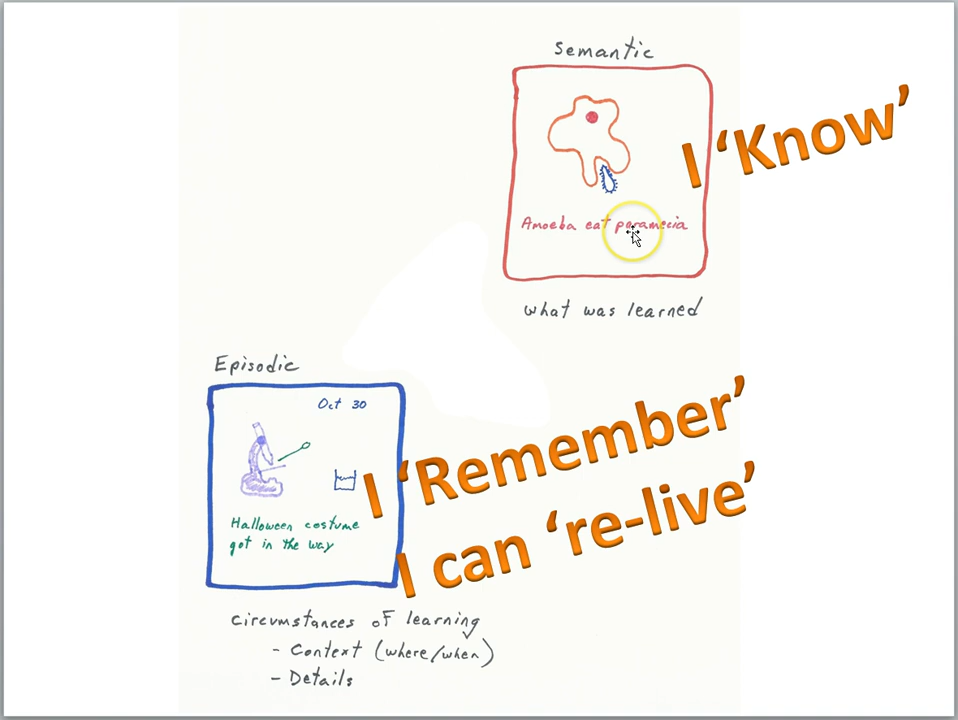 Semantic
I ‘Know’
Amoeba eat paramecia
what was learned
Episodic
Oct 30
I ‘Remember’
I can ‘re-live’
Halloween costume
got in the way
circumstances of learning
- Context (where/when)
- Details